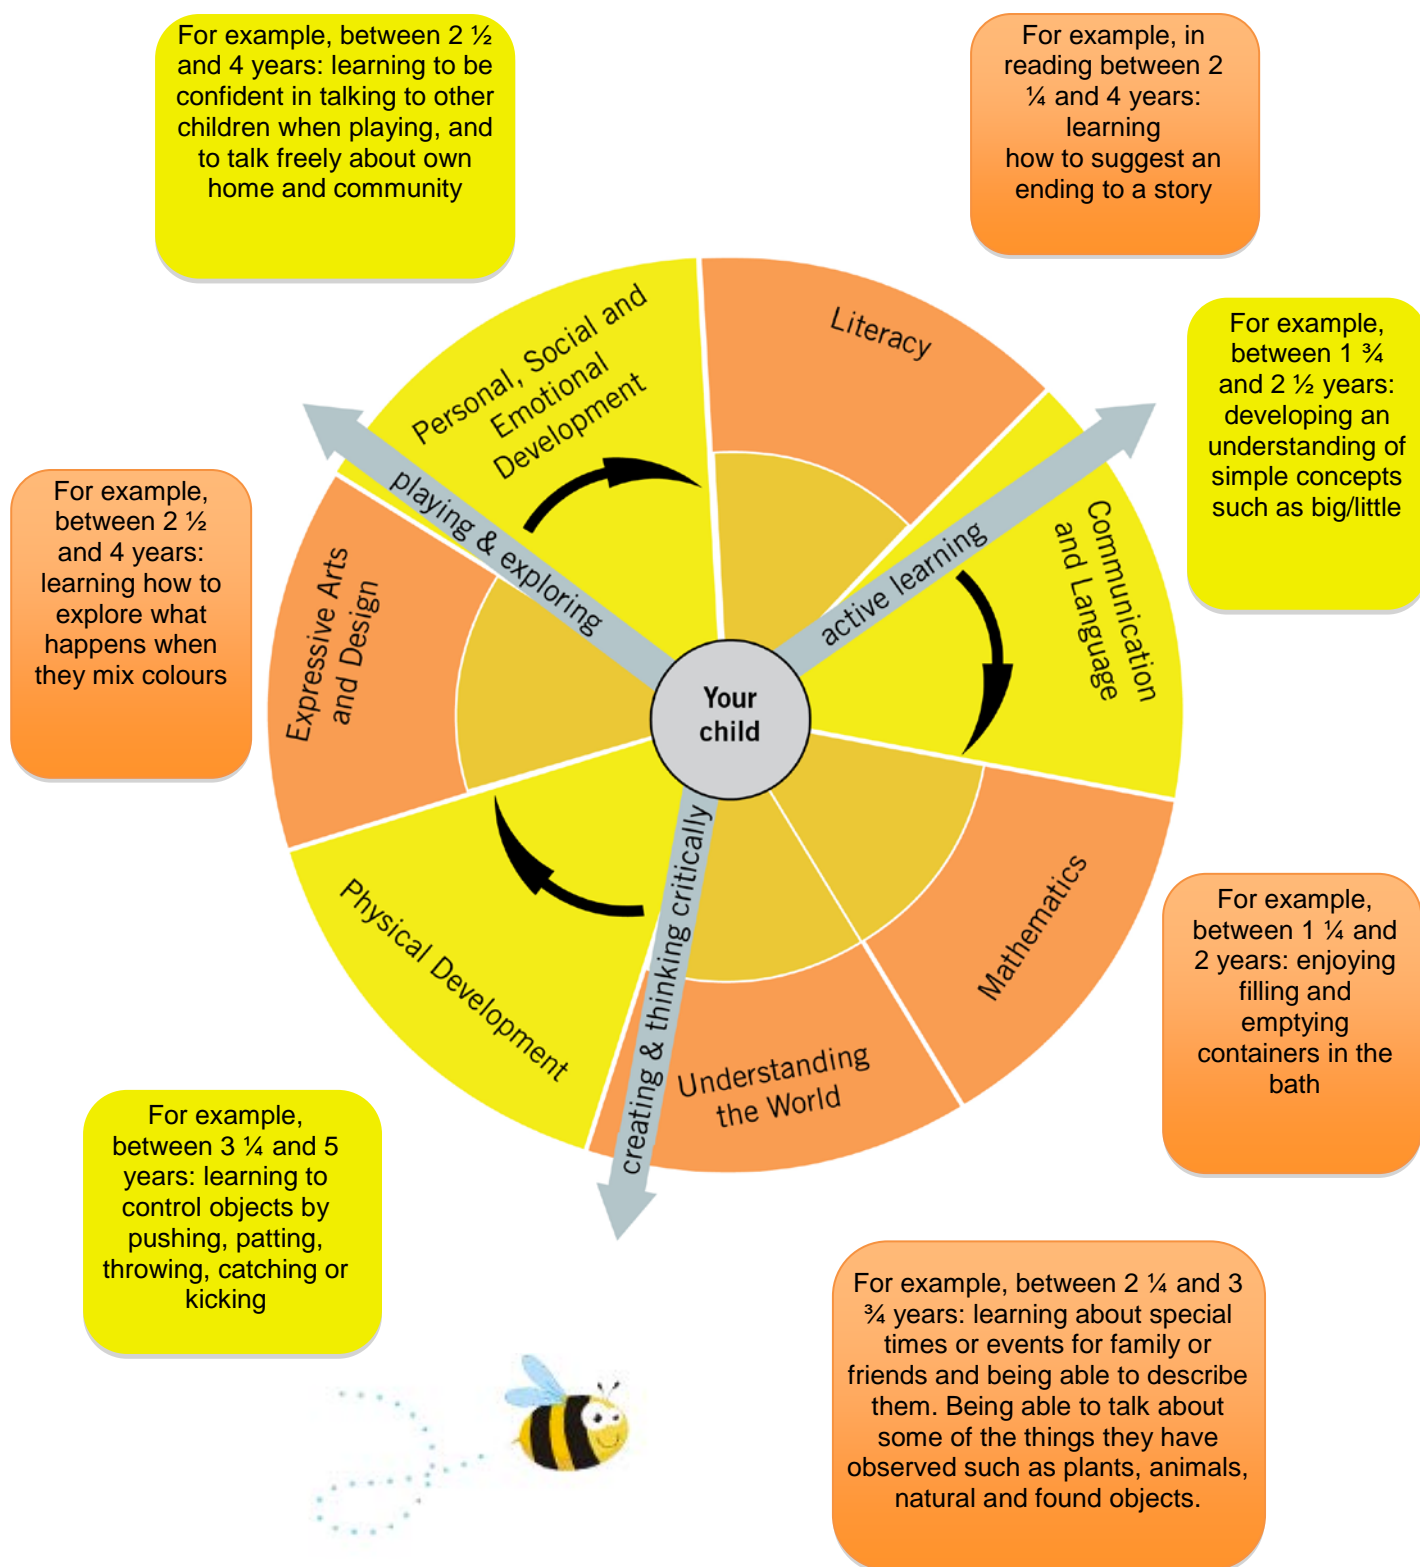 For example, between 2 ½
and 4 years: learning to be
confident in talking to other
children when playing, and
to talk freely about own
home and community
For example, in
reading between 2
¼ and 4 years:
learning
how to suggest an
ending to a story
For example,
between 1 ¾
and 2 ½ years:
developing an
understanding of
simple concepts
such as big/little
For example,
between 2 ½
and 4 years:
learning how to
explore what
happens when
they mix colours
Personal, Social and
Emotional
Development
Literacy
Communication
and Language
Expressive Arts
and Design
playing & exploring
active learning
Your
child
creating & thinking critically
Physical Development
Understanding
the World
Mathematics
For example,
between 1 ¼ and
2 years: enjoying
filling and
emptying
containers in the
bath
For example,
between 3 ¼ and 5
years: learning to
control objects by
pushing, patting,
throwing, catching or
kicking
For example, between 2 ¼ and 3
¾ years: learning about special
times or events for family or
friends and being able to describe
them. Being able to talk about
some of the things they have
observed such as plants, animals,
natural and found objects.